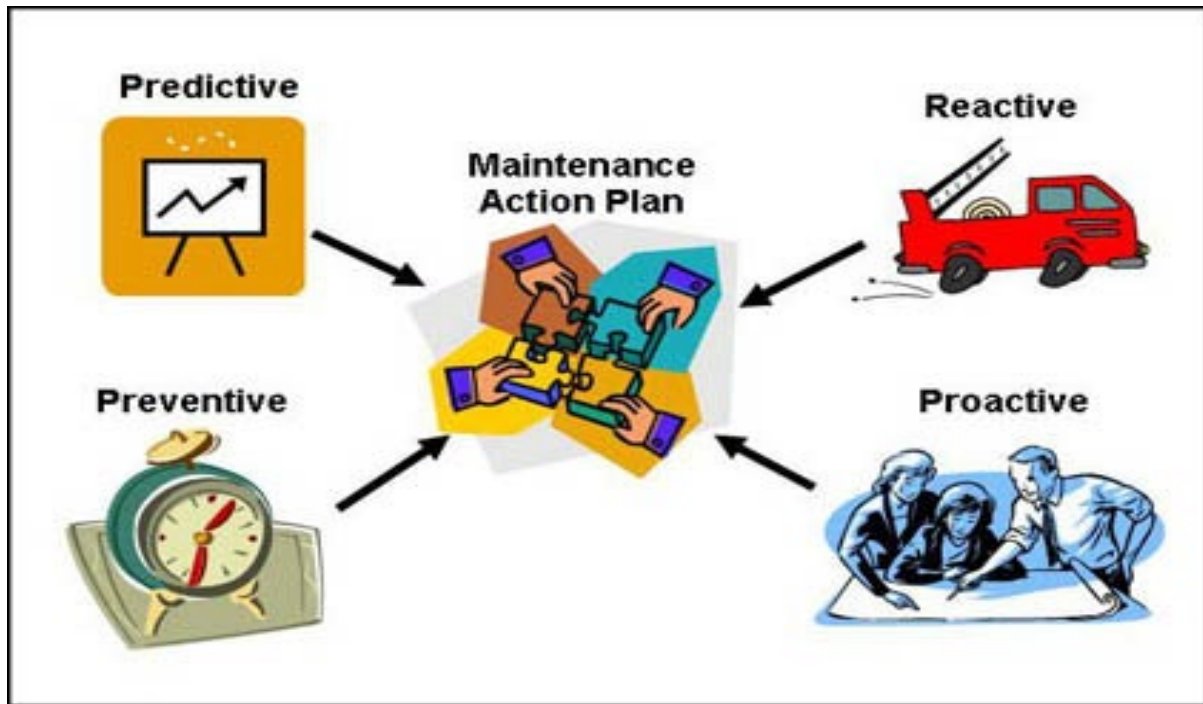 Predictive
Reactive
Maintenance
Action Plan
Preventive
Proactive